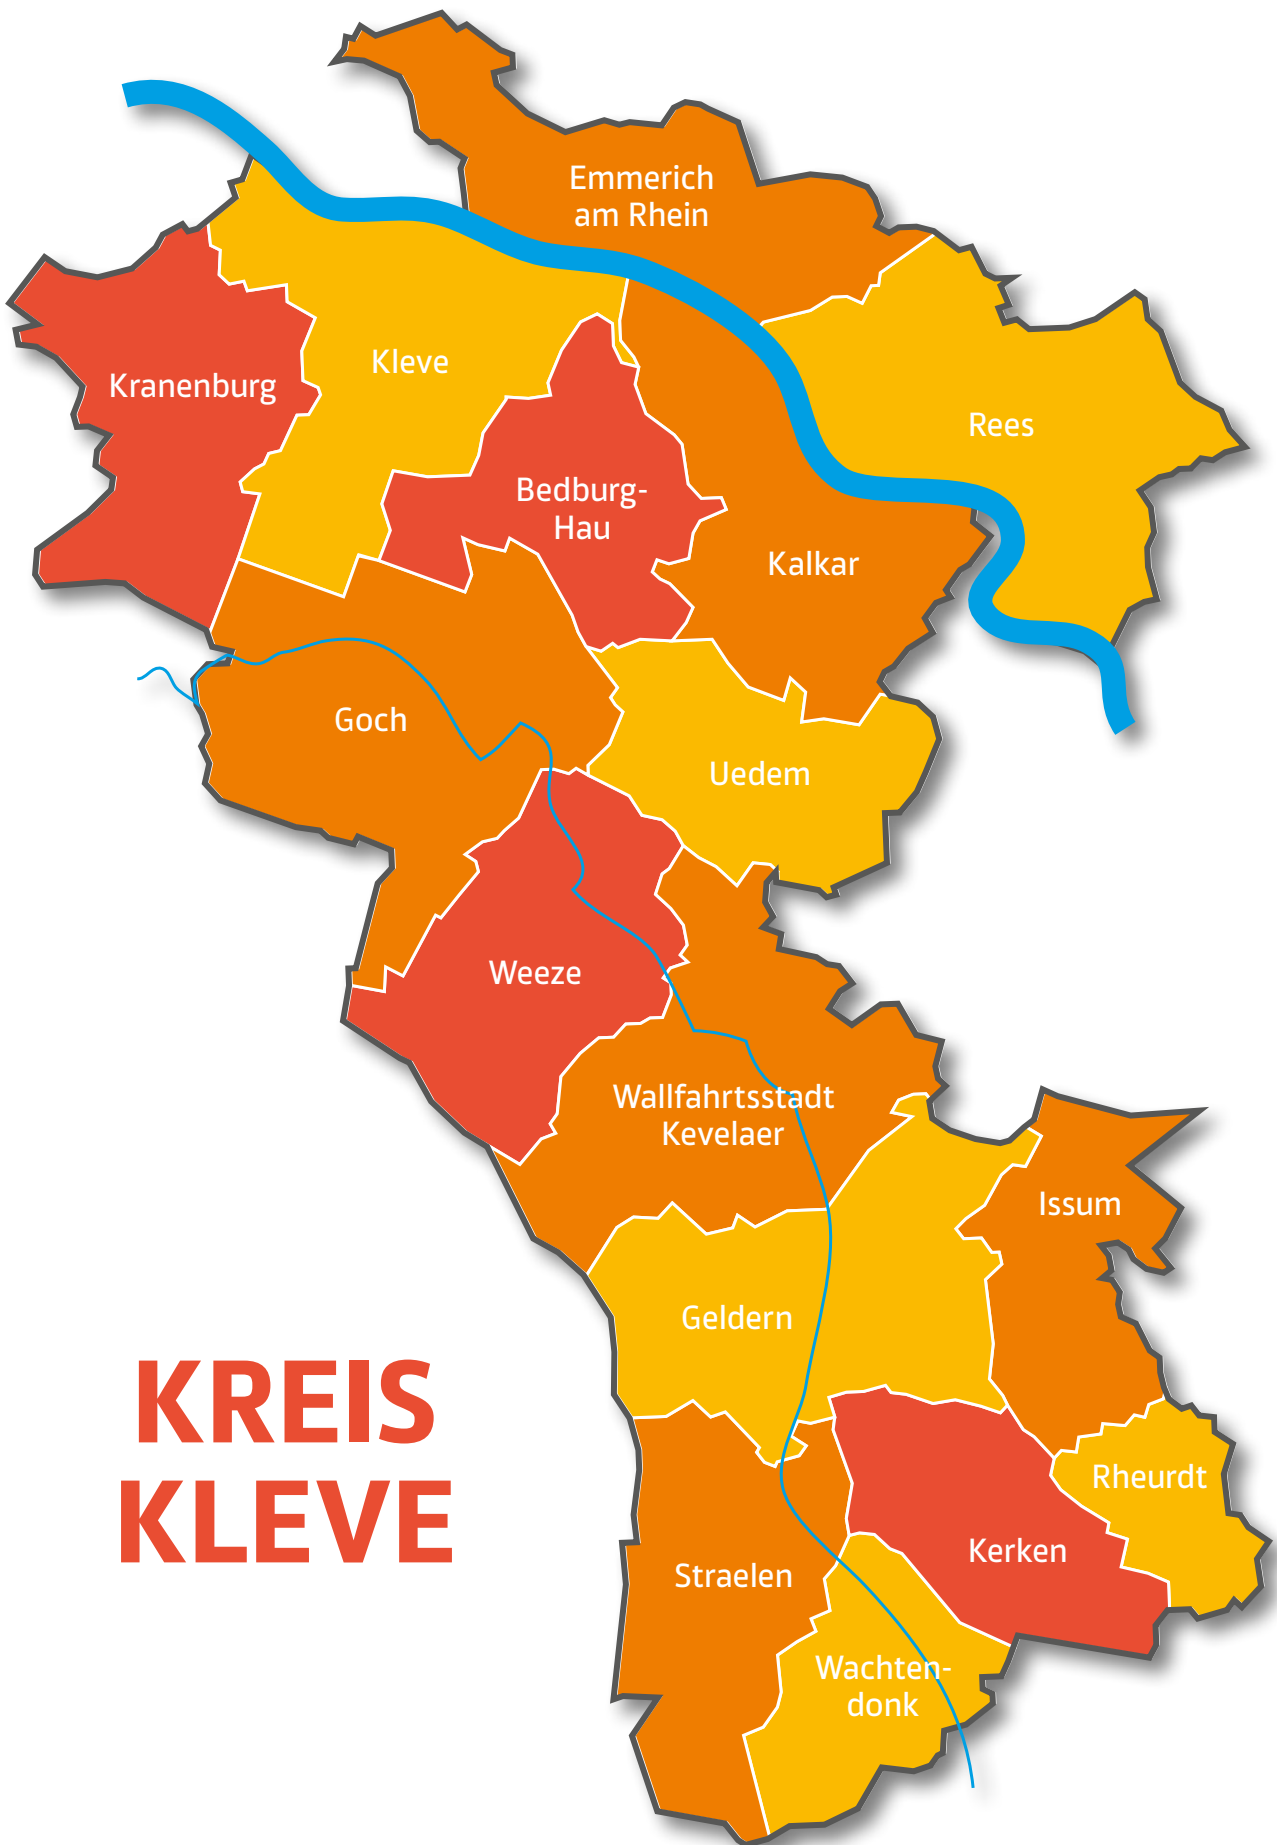 Emmerich
am Rhein
Kleve
Kranenburg
Rees
Bedburg-
Hau
Kalkar
Goch
Uedem
Weeze
Wallfahrtsstadt
Kevelaer
Issum
Geldern
KREIS
KLEVE
Rheurdt
Kerken
Straelen
Wachten-
donk